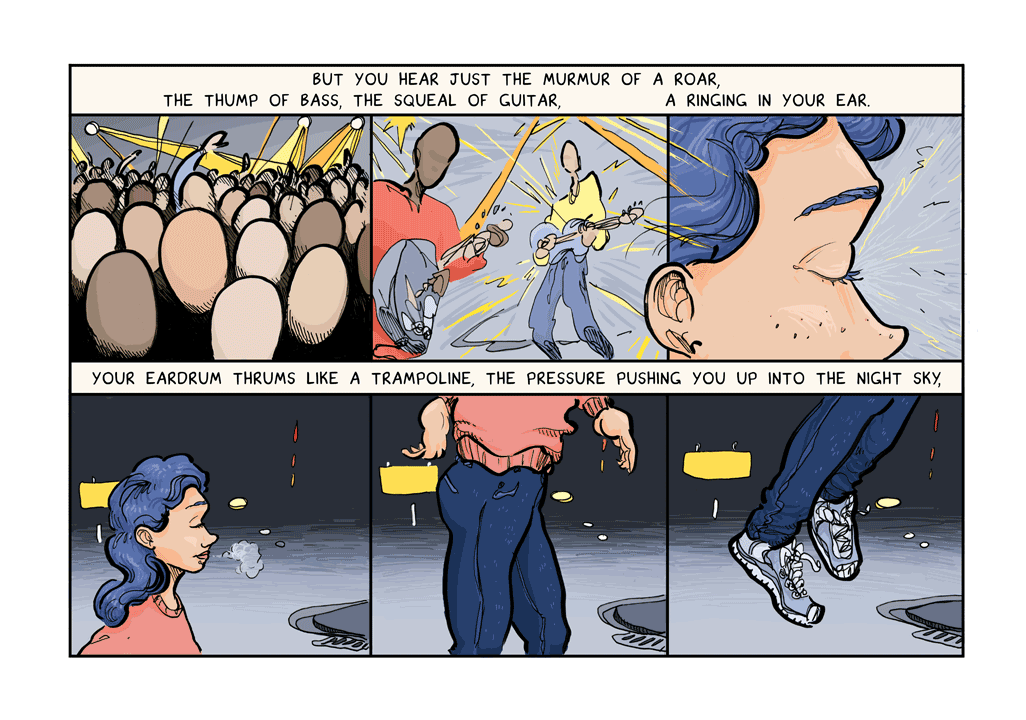 BUT YOU HEAR JUST THE MURMUR OF A ROAR,
THE THUMP OF BASS, THE SQUEAL OF GUITAR, A RINGING IN YOUR EAR.
YOUR EARDRUM THRUMS LIKE A TRAMPOLINE, THE PRESSURE PUSHING YOU UP INTO THE NIGHT SKY,